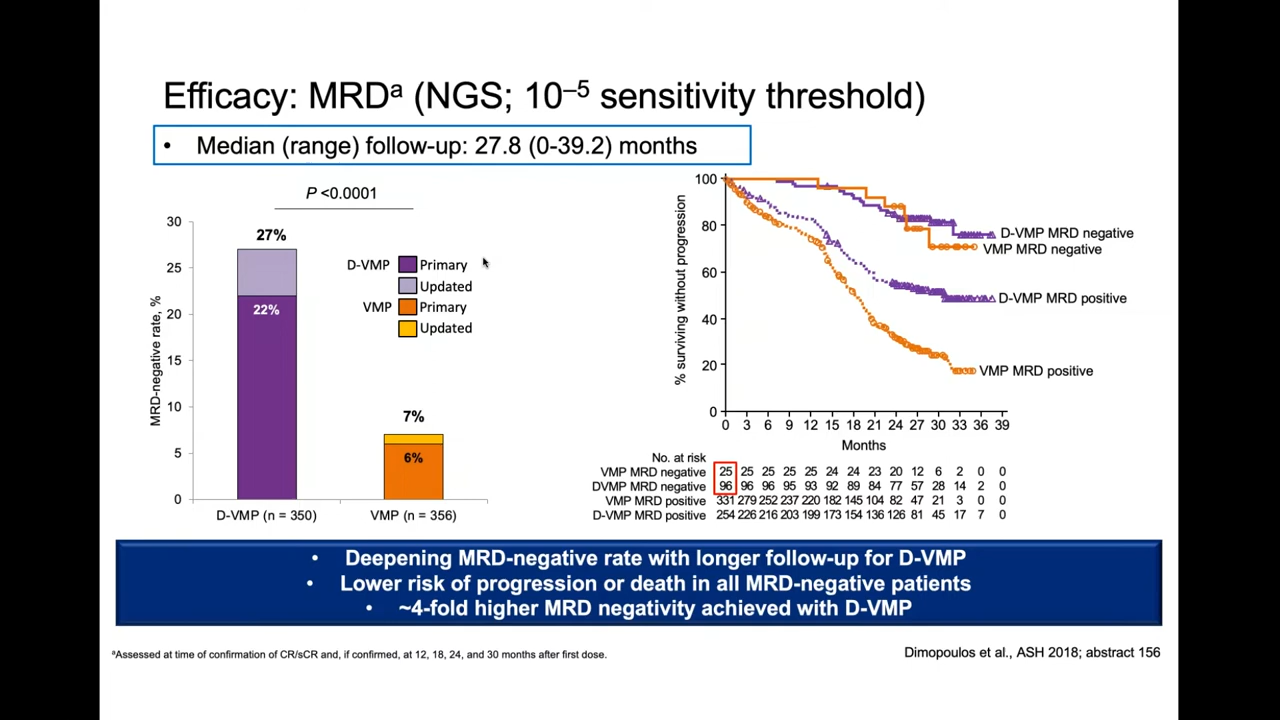 Efficacy: MRDᵃ (NGS; 10⁻⁵ sensitivity threshold)
• Median (range) follow-up: 27.8 (0-39.2) months
P <0.0001
MRD-negative rate, %
30
25
20
15
10
5
0
27%
22%
7%
6%
D-VMP (n = 350)
VMP (n = 356)
D-VMP Primary
Updated
VMP Primary
Updated
% surviving without progression
100
80
60
40
20
0
D-VMP MRD negative
VMP MRD negative
D-VMP MRD positive
VMP MRD positive
0 3 6 9 12 15 18 21 24 27 30 33 36 39
Months
No. at risk
VMP MRD negative 25 25 25 25 25 24 24 23 20 12 6 2 0 0
DVMP MRD negative 96 96 96 95 93 92 89 84 77 57 28 14 2 0
VMP MRD positive 331 279 252 237 220 182 145 104 82 47 21 3 0 0
D-VMP MRD positive 254 226 216 203 199 173 154 136 126 81 45 17 7 0
• Deepening MRD-negative rate with longer follow-up for D-VMP
• Lower risk of progression or death in all MRD-negative patients
• ~4-fold higher MRD negativity achieved with D-VMP
ᵃAssessed at time of confirmation of CR/sCR and, if confirmed, at 12, 18, 24, and 30 months after first dose.
Dimopoulos et al., ASH 2018; abstract 156